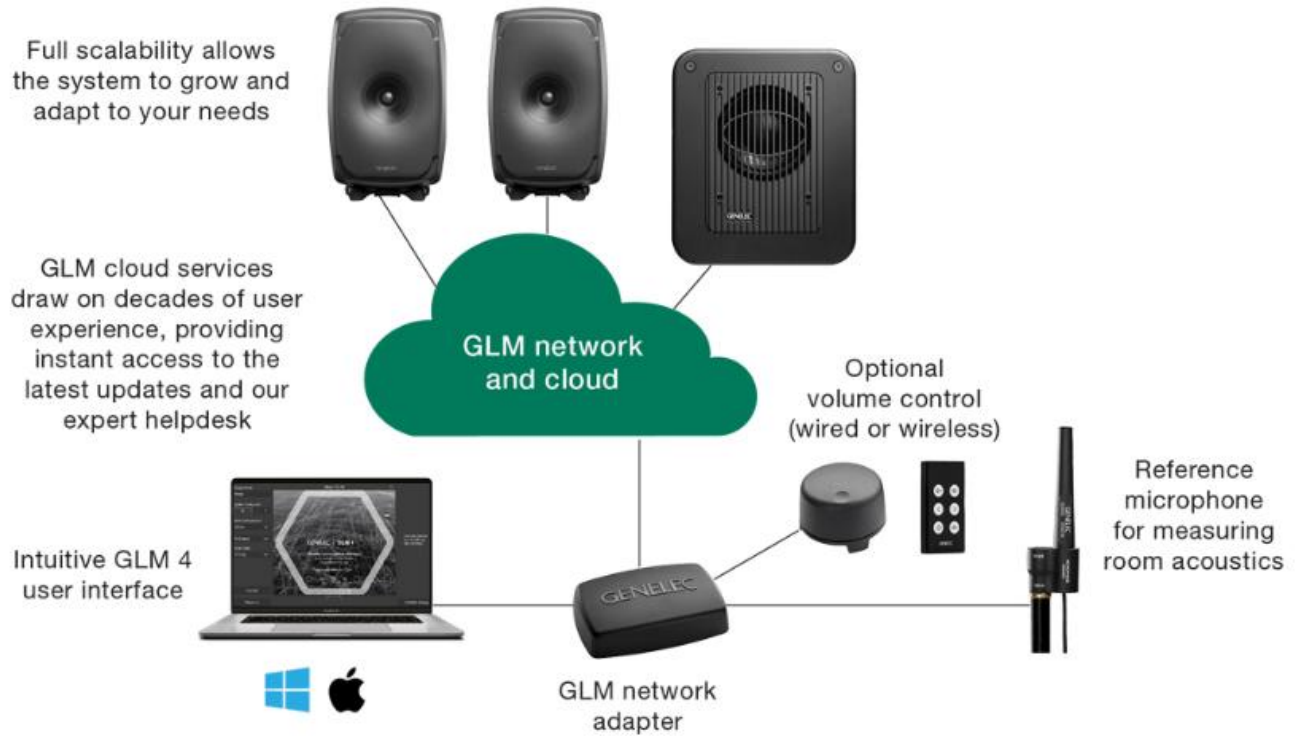 Full scalability allows
the system to grow and
adapt to your needs
GENELEC
GLM cloud services
draw on decades of user
experience, providing
instant access to the
latest updates and our
expert helpdesk
GLM network
and cloud
Optional
volume control
(wired or wireless)
Reference
microphone
for measuring
room acoustics
GENELEC
Intuitive GLM 4
user interface
GENELEC
GLM network
adapter